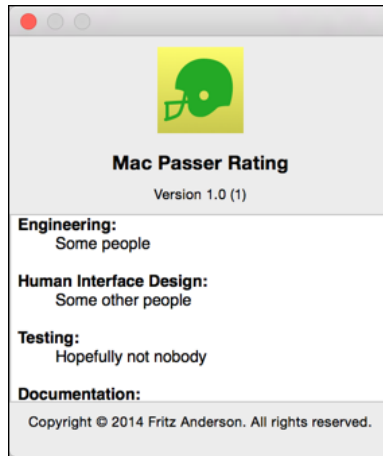 Mac Passer Rating
Version 1.0 (1)
Engineering:
Some people
Human Interface Design:
Some other people
Testing:
Hopefully not nobody
Documentation:
Copyright © 2014 Fritz Anderson. All rights reserved.